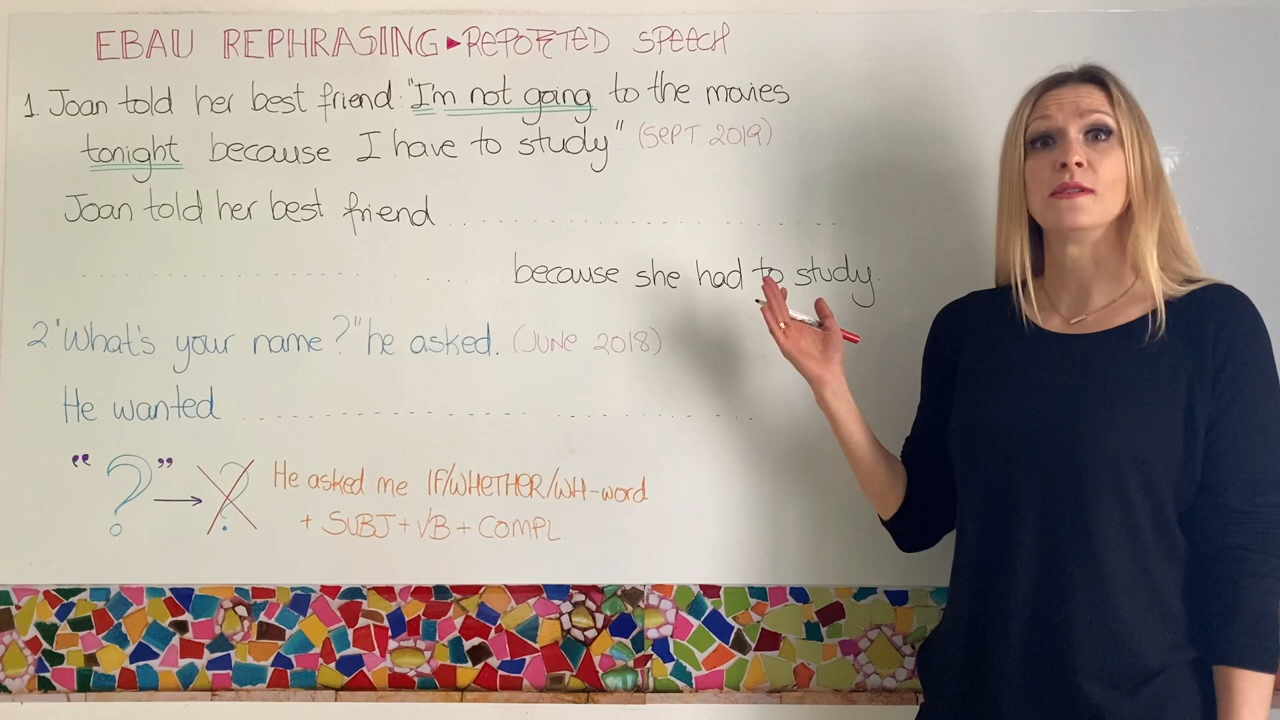 EBAU REPHRASING ▸ REPORTED SPEECH
1. Joan told her best friend: "I'm not going to the movies
tonight because I have to study" (SEPT 2019)
Joan told her best friend ..............................
.............................. because she had to study.
2. "What's your name?" he asked. (JUNE 2018)
He wanted ..............................
“ ? ” → ? He asked me IF/WHETHER/WH-word
+ SUBJ + VB + COMPL